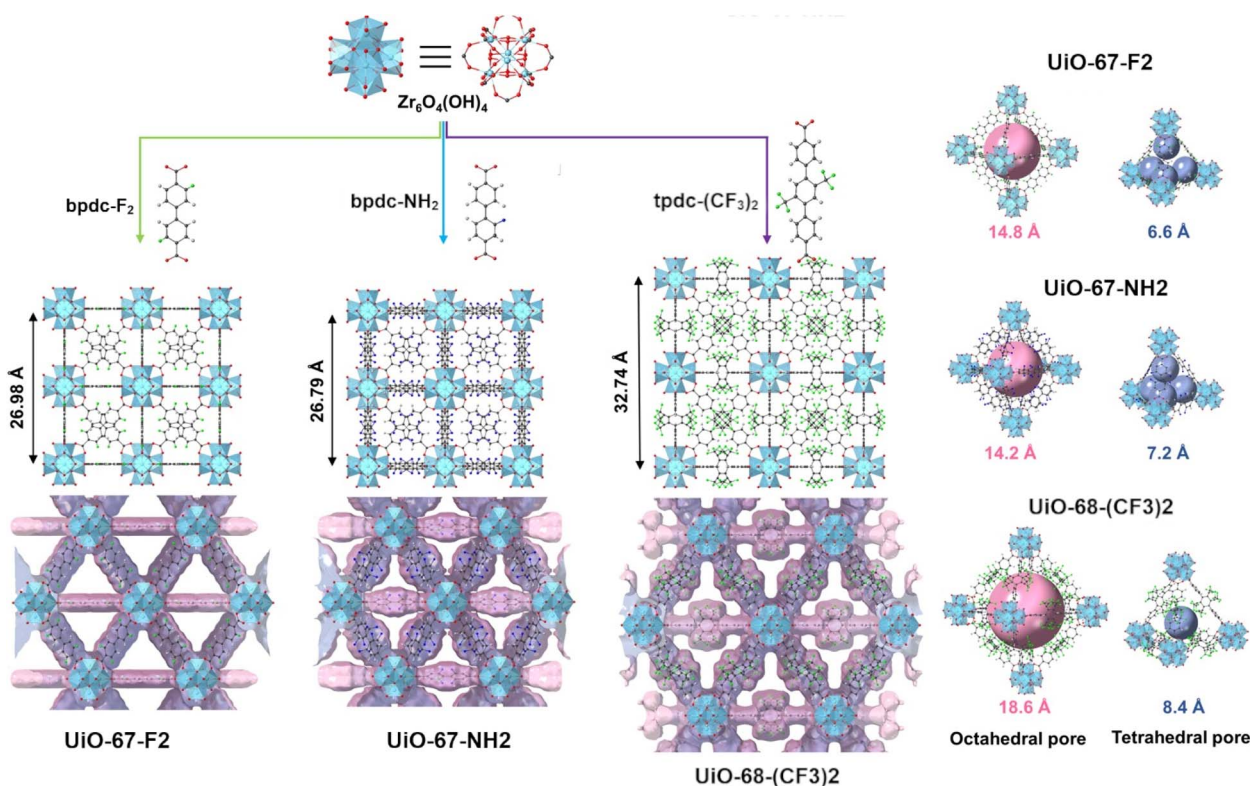 Zr₆O₄(OH)₄
bpdc-F₂
bpdc-NH₂
tpdc-(CF₃)₂
26.98 Å
26.79 Å
32.74 Å
UiO-67-F2
UiO-67-NH2
UiO-68-(CF3)2
UiO-67-F2
14.8 Å
6.6 Å
UiO-67-NH2
14.2 Å
7.2 Å
UiO-68-(CF3)2
18.6 Å
8.4 Å
Octahedral pore
Tetrahedral pore